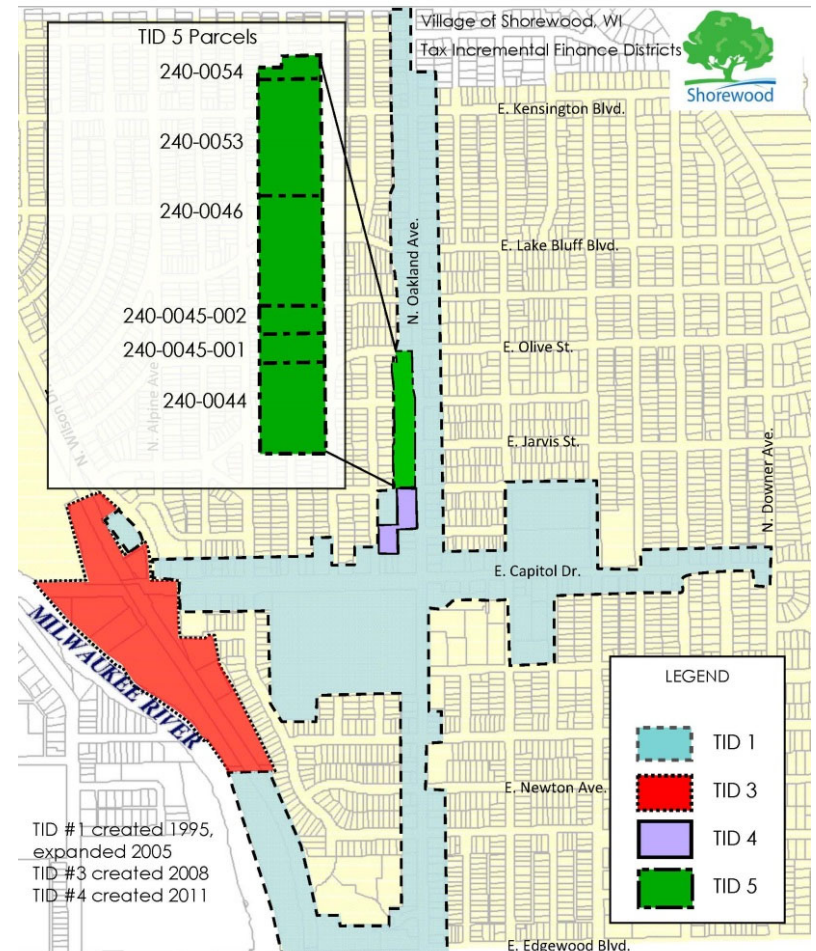 Village of Shorewood, WI
Tax Incremental Finance Districts
Shorewood
TID 5 Parcels
240-0054
240-0053
240-0046
240-0045-002
240-0045-001
240-0044
N. Wilson Dr.
N. Alpine Ave
N. Oakland Ave.
E. Kensington Blvd.
E. Lake Bluff Blvd.
E. Olive St.
E. Jarvis St.
N. Downer Ave.
E. Capitol Dr.
MILWAUKEE RIVER
E. Newton Ave.
E. Edgewood Blvd.
TID #1 created 1995,
expanded 2005
TID #3 created 2008
TID #4 created 2011
LEGEND
TID 1
TID 3
TID 4
TID 5